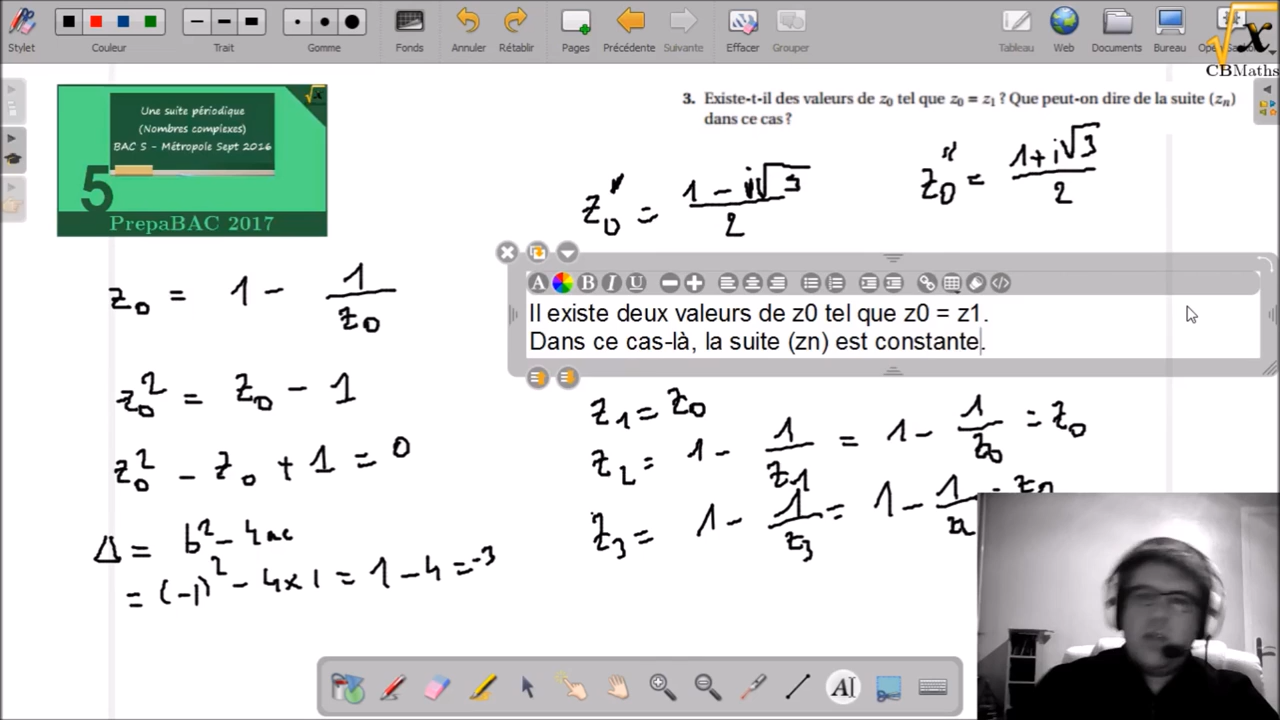 Stylet
Couleur
Trait
Gomme
Fonds
Annuler
Rétablir
Pages
Précédente
Suivante
Effacer
Grouper
Tableau
Web
Documents
Bureau
√x
CBMaths
Une suite périodique
(Nombres complexes)
BAC S - Métropole Sept 2016
5
PrepaBAC 2017
3. Existe-t-il des valeurs de z₀ tel que z₀ = z₁ ? Que peut-on dire de la suite (zₙ)
dans ce cas ?
z₀' = (1 - i√3)/2
z₀'' = (1 + i√3)/2
z₀ = 1 - 1/z₀
z₀² = z₀ - 1
z₀² - z₀ + 1 = 0
Δ = b² - 4ac
= (-1)² - 4×1 = 1 - 4 = -3
A B I U
Il existe deux valeurs de z0 tel que z0 = z1.
Dans ce cas-là, la suite (zn) est constante.
z₁ = z₀
z₂ = 1 - 1/z₁ = 1 - 1/z₀ = z₀
z₃ = 1 - 1/z₃ = 1 - 1/z
AI